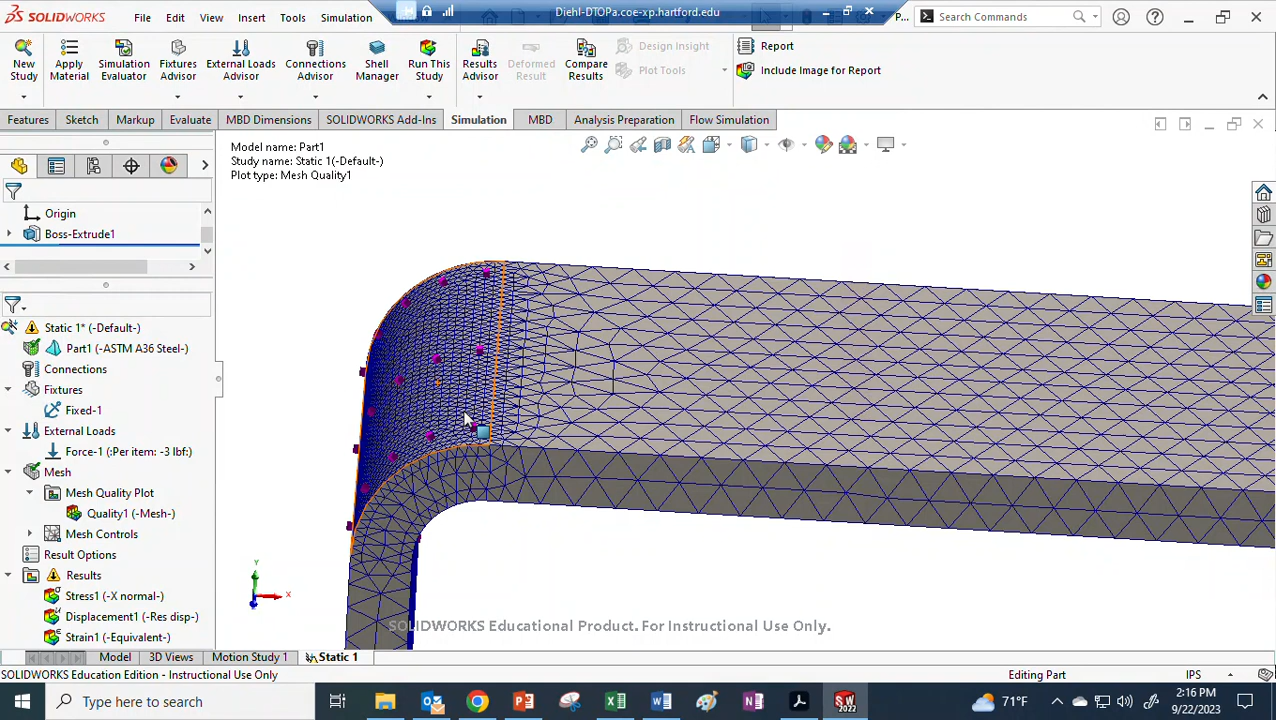 Diehl-DTOPa.coe-xp.hartford.edu
SOLIDWORKS File Edit View Insert Tools Simulation P... Search Commands
New Study
Apply Material
Simulation Evaluator
Fixtures Advisor
External Loads Advisor
Connections Advisor
Shell Manager
Run This Study
Results Advisor
Deformed Result
Compare Results
Design Insight
Plot Tools
Report
Include Image for Report
Features Sketch Markup Evaluate MBD Dimensions SOLIDWORKS Add-Ins Simulation MBD Analysis Preparation Flow Simulation
Model name: Part1
Study name: Static 1(-Default-)
Plot type: Mesh Quality1
Origin
Boss-Extrude1
Static 1* (-Default-)
Part1 (-ASTM A36 Steel-)
Connections
Fixtures
Fixed-1
External Loads
Force-1 (:Per item: -3 lbf:)
Mesh
Mesh Quality Plot
Quality1 (-Mesh-)
Mesh Controls
Result Options
Results
Stress1 (-X normal-)
Displacement1 (-Res disp-)
Strain1 (-Equivalent-)
Y
X
SOLIDWORKS Educational Product. For Instructional Use Only.
Model 3D Views Motion Study 1 Static 1
SOLIDWORKS Education Edition - Instructional Use Only Editing Part IPS
Type here to search
71°F
2:16 PM
9/22/2023